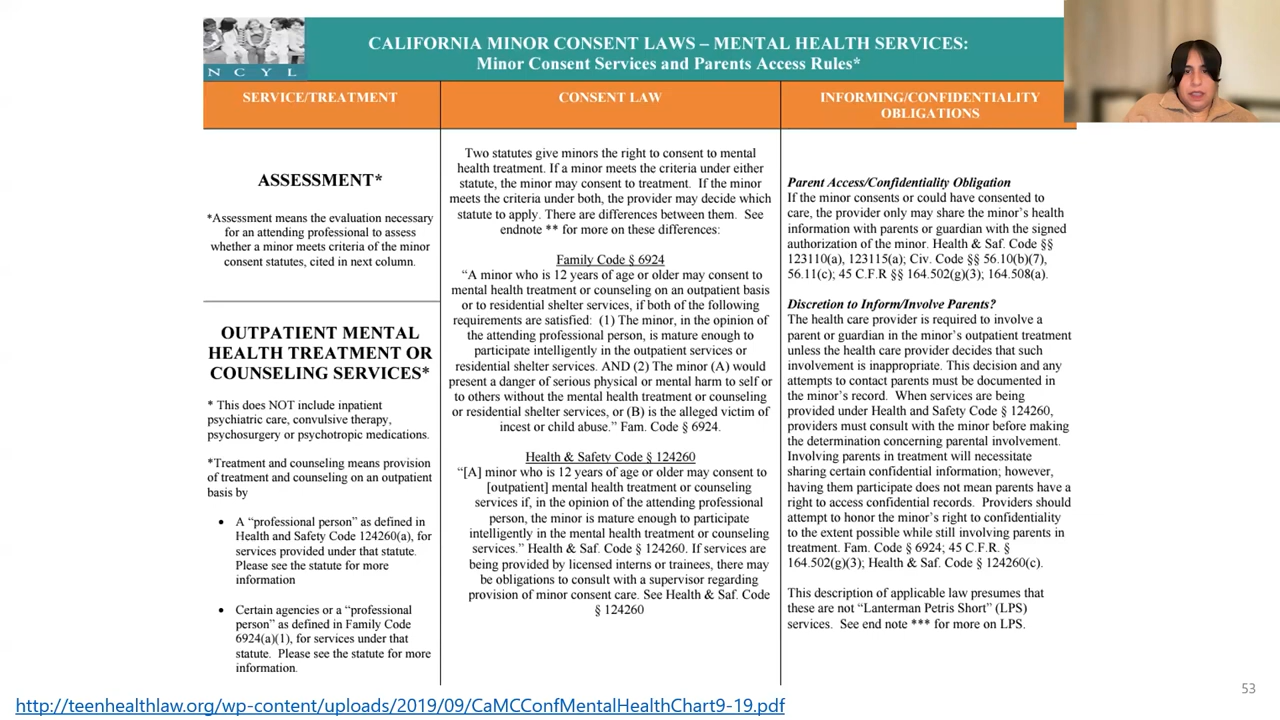 CALIFORNIA MINOR CONSENT LAWS – MENTAL HEALTH SERVICES:
Minor Consent Services and Parents Access Rules*
N C Y L
SERVICE/TREATMENT
CONSENT LAW
INFORMING/CONFIDENTIALITY
OBLIGATIONS
ASSESSMENT*
*Assessment means the evaluation necessary
for an attending professional to assess
whether a minor meets criteria of the minor
consent statutes, cited in next column.
OUTPATIENT MENTAL
HEALTH TREATMENT OR
COUNSELING SERVICES*
* This does NOT include inpatient
psychiatric care, convulsive therapy,
psychosurgery or psychotropic medications.
*Treatment and counseling means provision
of treatment and counseling on an outpatient
basis by
• A “professional person” as defined in
Health and Safety Code 124260(a), for
services provided under that statute.
Please see the statute for more
information
• Certain agencies or a “professional
person” as defined in Family Code
6924(a)(1), for services under that
statute. Please see the statute for more
information.
Two statutes give minors the right to consent to mental
health treatment. If a minor meets the criteria under either
statute, the minor may consent to treatment. If the minor
meets the criteria under both, the provider may decide which
statute to apply. There are differences between them. See
endnote ** for more on these differences:
Family Code § 6924
“A minor who is 12 years of age or older may consent to
mental health treatment or counseling on an outpatient basis
or to residential shelter services, if both of the following
requirements are satisfied: (1) The minor, in the opinion of
the attending professional person, is mature enough to
participate intelligently in the outpatient services or
residential shelter services. AND (2) The minor (A) would
present a danger of serious physical or mental harm to self or
to others without the mental health treatment or counseling
or residential shelter services, or (B) is the alleged victim of
incest or child abuse.” Fam. Code § 6924.
Health & Safety Code § 124260
“[A] minor who is 12 years of age or older may consent to
[outpatient] mental health treatment or counseling
services if, in the opinion of the attending professional
person, the minor is mature enough to participate
intelligently in the mental health treatment or counseling
services.” Health & Saf. Code § 124260. If services are
being provided by licensed interns or trainees, there may
be obligations to consult with a supervisor regarding
provision of minor consent care. See Health & Saf. Code
§ 124260
Parent Access/Confidentiality Obligation
If the minor consents or could have consented to
care, the provider only may share the minor’s health
information with parents or guardian with the signed
authorization of the minor. Health & Saf. Code §§
123110(a), 123115(a); Civ. Code §§ 56.10(b)(7),
56.11(c); 45 C.F.R §§ 164.502(g)(3); 164.508(a).
Discretion to Inform/Involve Parents?
The health care provider is required to involve a
parent or guardian in the minor’s outpatient treatment
unless the health care provider decides that such
involvement is inappropriate. This decision and any
attempts to contact parents must be documented in
the minor’s record. When services are being
provided under Health and Safety Code § 124260,
providers must consult with the minor before making
the determination concerning parental involvement.
Involving parents in treatment will necessitate
sharing certain confidential information; however,
having them participate does not mean parents have a
right to access confidential records. Providers should
attempt to honor the minor’s right to confidentiality
to the extent possible while still involving parents in
treatment. Fam. Code § 6924; 45 C.F.R. §
164.502(g)(3); Health & Saf. Code § 124260(c).
This description of applicable law presumes that
these are not “Lanterman Petris Short” (LPS)
services. See end note *** for more on LPS.
53
http://teenhealthlaw.org/wp-content/uploads/2019/09/CaMCConfMentalHealthChart9-19.pdf